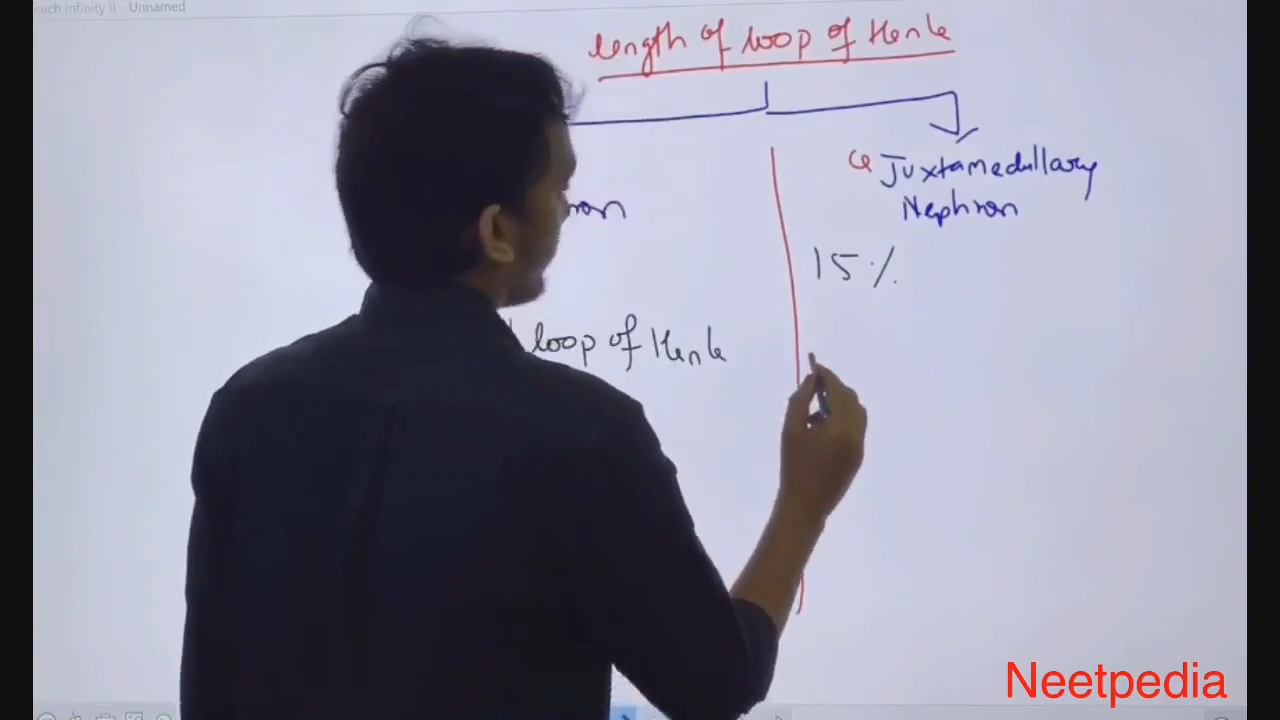 each Infinity II - Unnamed
length of loop of Henle
Juxtamedullary
Nephron
15%
loop of Henle
Neetpedia